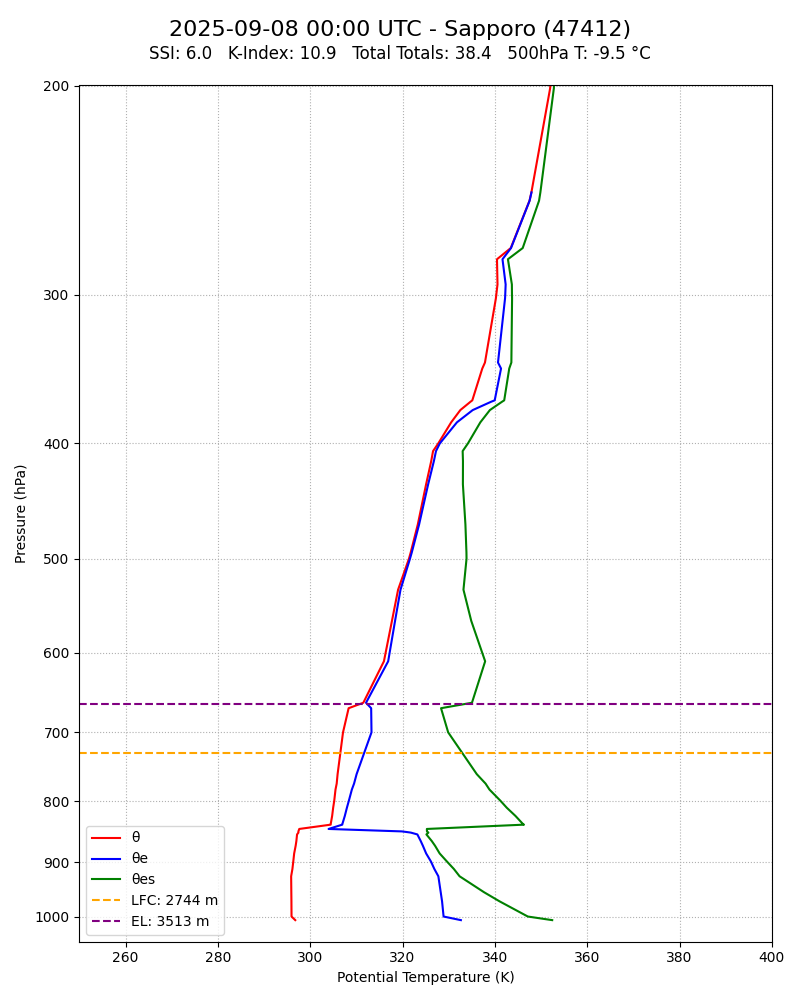 2025-09-08 00:00 UTC - Sapporo (47412)
SSI: 6.0   K-Index: 10.9   Total Totals: 38.4   500hPa T: -9.5 °C
200
300
400
500
600
700
800
900
1000
Pressure (hPa)
θ
θe
θes
LFC: 2744 m
EL: 3513 m
260 280 300 320 340 360 380 400
Potential Temperature (K)